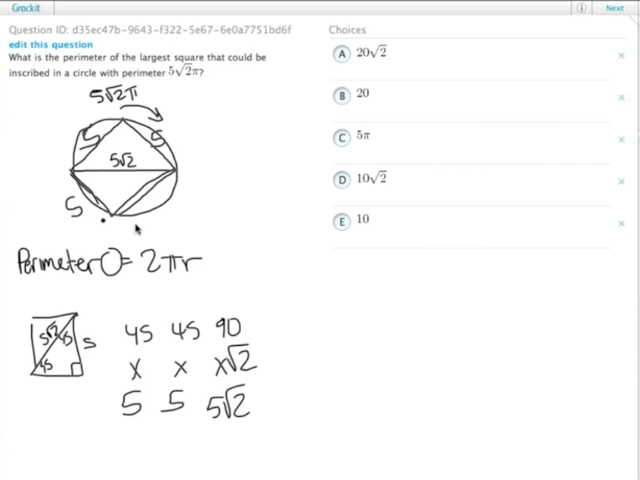 Grockit
Next
Question ID: d35ec47b-9643-f322-5e67-6e0a7751bd6f
edit this question
What is the perimeter of the largest square that could be
inscribed in a circle with perimeter 5√2π?
Choices
A 20√2
B 20
C 5π
D 10√2
E 10
5√2π
5 5
5√2
5
Perimeter O = 2πr
5√2 45 5
45
45 45 90
x x x√2
5 5 5√2